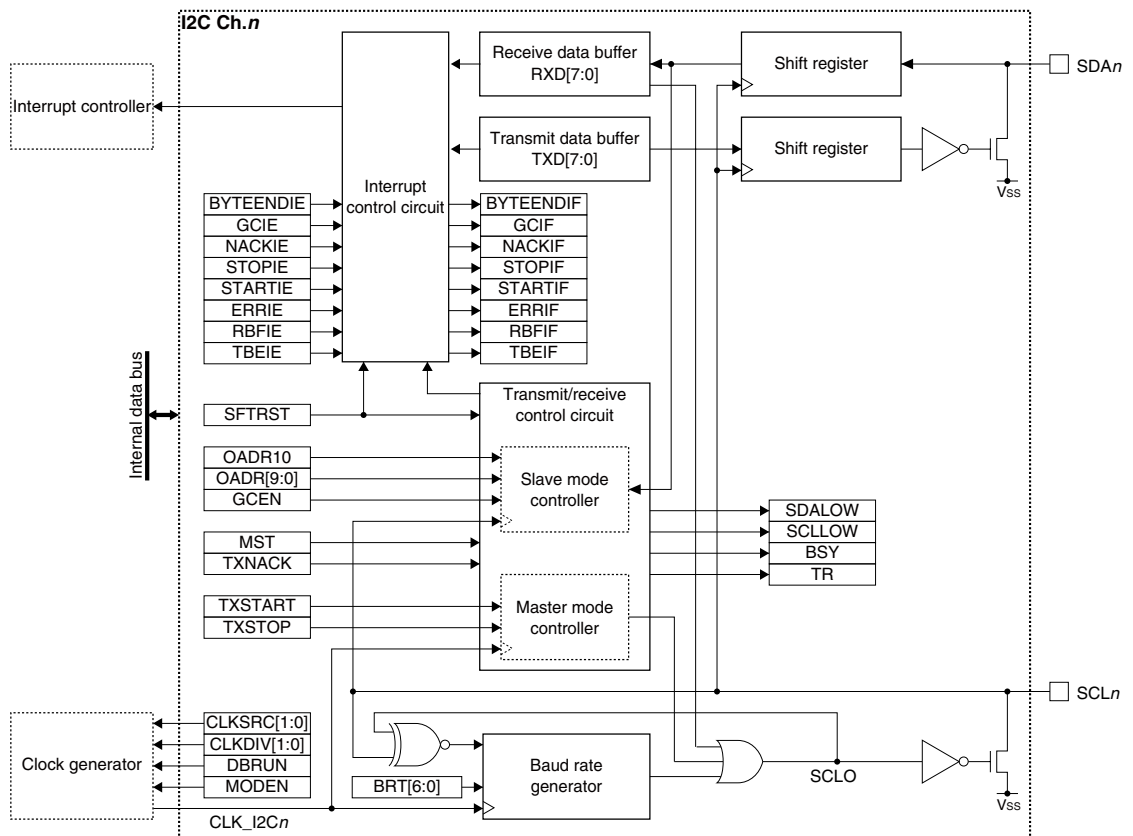 I2C Ch.n
Interrupt controller
Interrupt
control circuit
Receive data buffer
RXD[7:0]
Shift register
SDAn
Transmit data buffer
TXD[7:0]
Shift register
VSS
BYTEENDIE
GCIE
NACKIE
STOPIE
STARTIE
ERRIE
RBFIE
TBEIE
BYTEENDIF
GCIF
NACKIF
STOPIF
STARTIF
ERRIF
RBFIF
TBEIF
Internal data bus
SFTRST
Transmit/receive
control circuit
OADR10
OADR[9:0]
GCEN
Slave mode
controller
MST
TXNACK
SDALOW
SCLLOW
BSY
TR
TXSTART
TXSTOP
Master mode
controller
SCLn
Clock generator
CLKSRC[1:0]
CLKDIV[1:0]
DBRUN
MODEN
BRT[6:0]
Baud rate
generator
SCLO
VSS
CLK_I2Cn